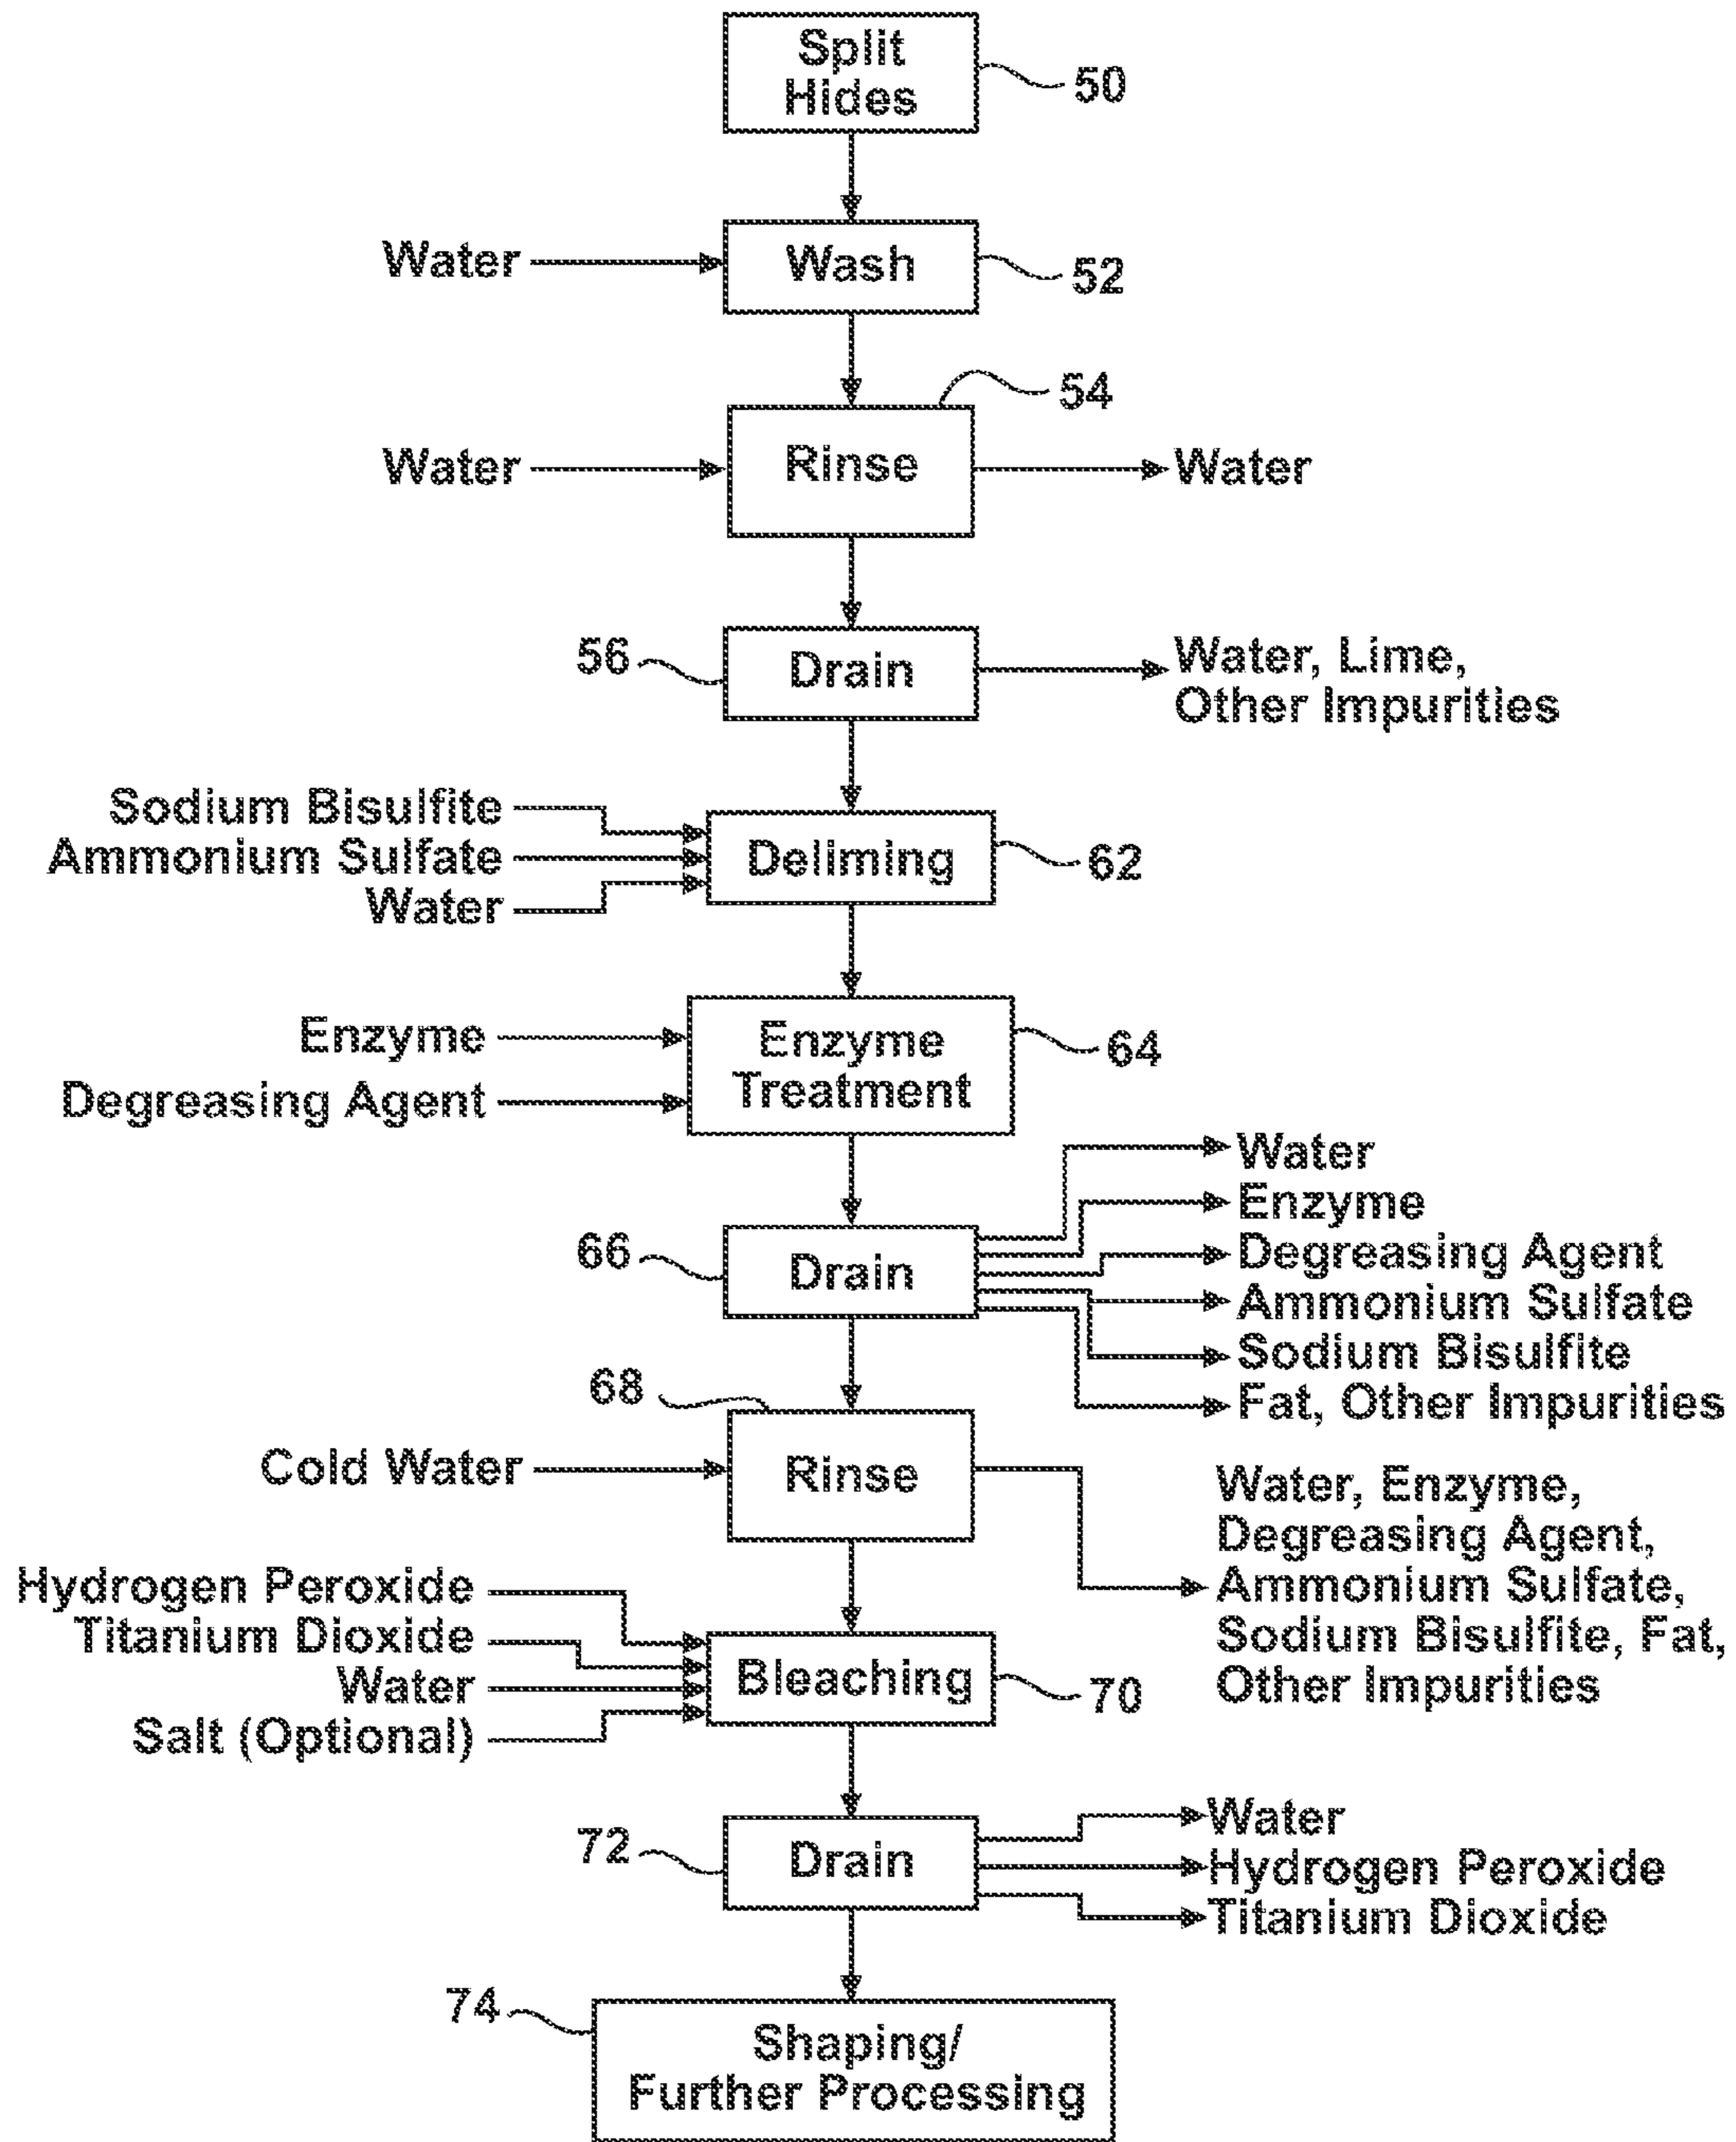 Split
Hides
50
Water
Wash
52
54
Water
Rinse
Water
56
Drain
Water, Lime,
Other Impurities
Sodium Bisulfite
Ammonium Sulfate
Water
Deliming
62
Enzyme
Degreasing Agent
Enzyme
Treatment
64
66
Drain
Water
Enzyme
Degreasing Agent
Ammonium Sulfate
Sodium Bisulfite
Fat, Other Impurities
68
Cold Water
Rinse
Water, Enzyme,
Degreasing Agent,
Ammonium Sulfate,
Sodium Bisulfite, Fat,
Other Impurities
Hydrogen Peroxide
Titanium Dioxide
Water
Salt (Optional)
Bleaching
70
72
Drain
Water
Hydrogen Peroxide
Titanium Dioxide
74
Shaping/
Further Processing